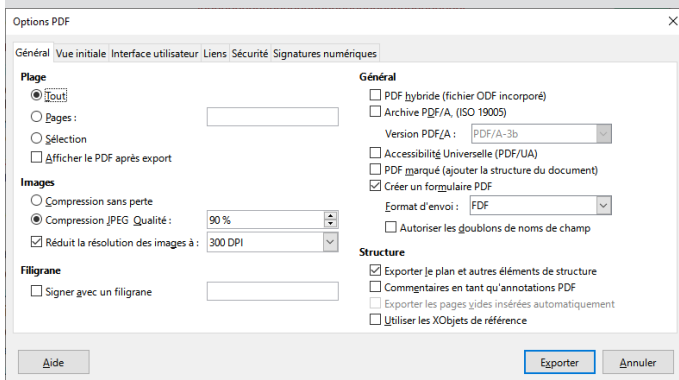 Options PDF
Général Vue initiale Interface utilisateur Liens Sécurité Signatures numériques
Plage
Tout
Pages :
Sélection
Afficher le PDF après export
Images
Compression sans perte
Compression JPEG Qualité : 90 %
Réduit la résolution des images à : 300 DPI
Filigrane
Signer avec un filigrane
Général
PDF hybride (fichier ODF incorporé)
Archive PDF/A, (ISO 19005)
Version PDF/A : PDF/A-3b
Accessibilité Universelle (PDF/UA)
PDF marqué (ajouter la structure du document)
Créer un formulaire PDF
Format d'envoi : FDF
Autoriser les doublons de noms de champ
Structure
Exporter le plan et autres éléments de structure
Commentaires en tant qu'annotations PDF
Exporter les pages vides insérées automatiquement
Utiliser les XObjets de référence
Aide
Exporter
Annuler